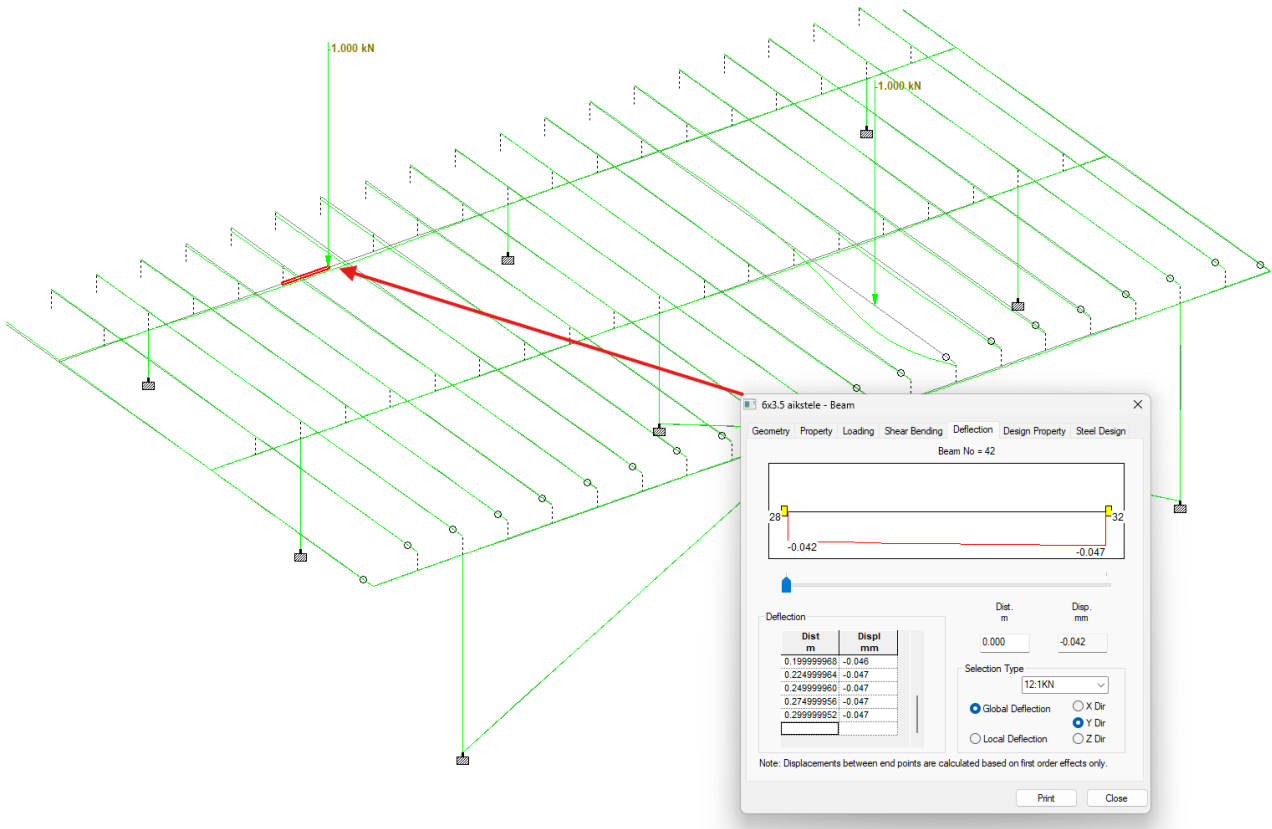 -1.000 kN
-1.000 kN
6x3.5 aikstele - Beam
Geometry Property Loading Shear Bending Deflection Design Property Steel Design
Beam No = 42
28 32
-0.042 -0.047
Dist. Disp.
m mm
0.000 -0.042
Deflection
Dist Displ
m mm
0.199999968 -0.046
0.224999964 -0.047
0.249999960 -0.047
0.274999956 -0.047
0.299999952 -0.047
Selection Type
12:1KN
Global Deflection X Dir
Y Dir
Local Deflection Z Dir
Note: Displacements between end points are calculated based on first order effects only.
Print Close